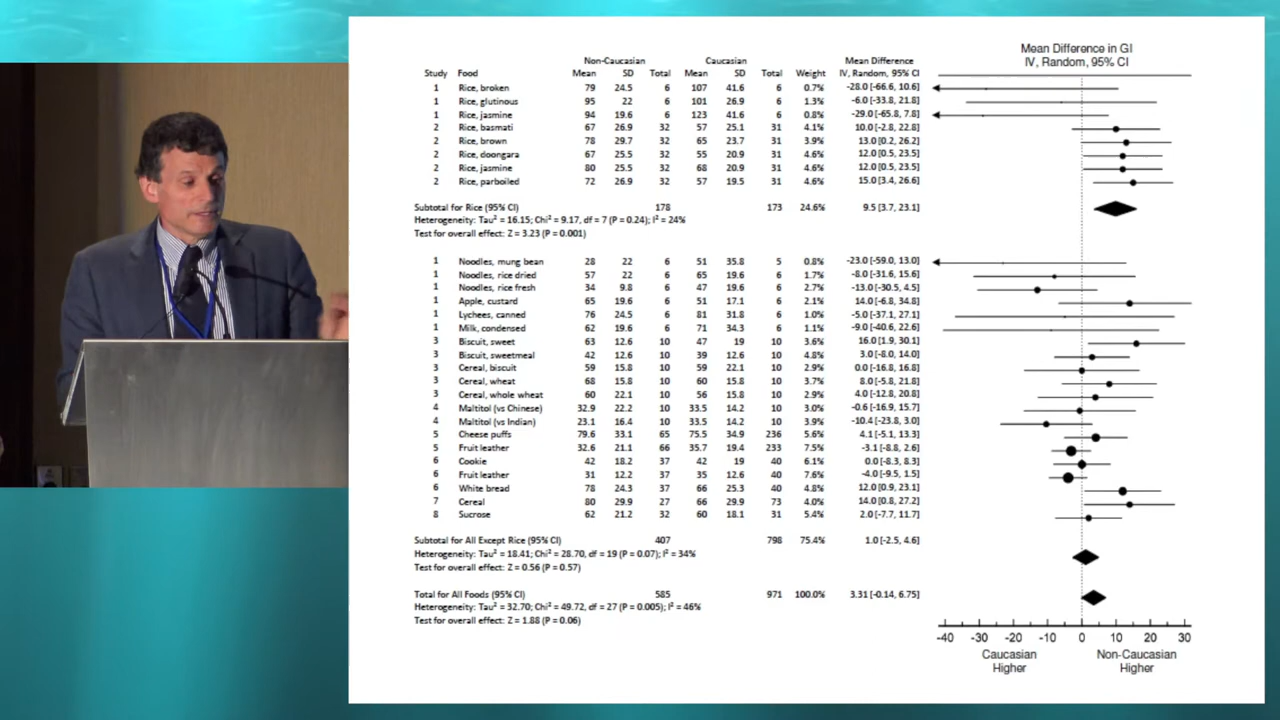 Mean Difference in GI
IV, Random, 95% CI
Non-Caucasian Caucasian Mean Difference
Study Food Mean SD Total Mean SD Total Weight IV, Random, 95% CI
1 Rice, broken 79 24.5 6 107 41.6 6 0.7% -28.0 [-66.6, 10.6]
1 Rice, glutinous 95 22 6 101 26.9 6 1.3% -6.0 [-33.8, 21.8]
1 Rice, jasmine 94 19.6 6 123 41.6 6 0.8% -29.0 [-65.8, 7.8]
2 Rice, basmati 67 26.9 32 57 25.1 31 4.1% 10.0 [-2.8, 22.8]
2 Rice, brown 78 29.7 32 65 23.7 31 3.9% 13.0 [0.2, 26.2]
2 Rice, doongara 67 25.5 32 55 20.9 31 4.6% 12.0 [0.5, 23.5]
2 Rice, jasmine 80 25.5 32 68 20.9 31 4.6% 12.0 [0.5, 23.5]
2 Rice, parboiled 72 26.9 32 57 19.5 31 4.6% 15.0 [3.4, 26.6]
Subtotal for Rice (95% CI) 178 173 24.6% 9.5 [3.7, 23.1]
Heterogeneity: Tau² = 16.15; Chi² = 9.17, df = 7 (P = 0.24); I² = 24%
Test for overall effect: Z = 3.23 (P = 0.001)
1 Noodles, mung bean 28 22 6 51 35.8 5 0.8% -23.0 [-59.0, 13.0]
1 Noodles, rice dried 57 22 6 65 19.6 6 1.7% -8.0 [-31.6, 15.6]
1 Noodles, rice fresh 34 9.8 6 47 19.6 6 2.7% -13.0 [-30.5, 4.5]
1 Apple, custard 65 19.6 6 51 17.1 6 2.1% 14.0 [-6.8, 34.8]
1 Lychees, canned 76 24.5 6 81 31.8 6 1.0% -5.0 [-37.1, 27.1]
1 Milk, condensed 62 19.6 6 71 34.3 6 1.1% -9.0 [-40.6, 22.6]
3 Biscuit, sweet 63 12.6 10 47 19 10 3.6% 16.0 [1.9, 30.1]
3 Biscuit, sweetmeal 42 12.6 10 39 12.6 10 4.8% 3.0 [-8.0, 14.0]
3 Cereal, biscuit 59 15.8 10 59 22.1 10 2.9% 0.0 [-16.8, 16.8]
3 Cereal, wheat 68 15.8 10 60 15.8 10 3.7% 8.0 [-5.8, 21.8]
3 Cereal, whole wheat 60 22.1 10 56 15.8 10 2.9% 4.0 [-12.8, 20.8]
4 Maltitol (vs Chinese) 32.9 22.2 10 33.5 14.2 10 3.0% -0.6 [-16.9, 15.7]
4 Maltitol (vs Indian) 23.1 16.4 10 33.5 14.2 10 3.9% -10.4 [-23.8, 3.0]
5 Cheese puffs 79.6 33.1 65 75.5 34.9 236 5.6% 4.1 [-5.1, 13.3]
5 Fruit leather 32.6 21.1 66 35.7 19.4 233 7.5% -3.1 [-8.8, 2.6]
6 Cookie 42 18.2 37 42 19 40 6.1% 0.0 [-8.3, 8.3]
6 Fruit leather 31 12.2 37 35 12.6 40 7.6% -4.0 [-9.5, 1.5]
6 White bread 78 24.3 37 66 25.3 40 4.8% 12.0 [0.9, 23.1]
7 Cereal 80 29.9 27 66 29.9 73 4.0% 14.0 [0.8, 27.2]
8 Sucrose 62 21.2 32 60 18.1 31 5.4% 2.0 [-7.7, 11.7]
Subtotal for All Except Rice (95% CI) 407 798 75.4% 1.0 [-2.5, 4.6]
Heterogeneity: Tau² = 18.41; Chi² = 28.70, df = 19 (P = 0.07); I² = 34%
Test for overall effect: Z = 0.56 (P = 0.57)
Total for All Foods (95% CI) 585 971 100.0% 3.31 [-0.14, 6.75]
Heterogeneity: Tau² = 32.70; Chi² = 49.72, df = 27 (P = 0.005); I² = 46%
Test for overall effect: Z = 1.88 (P = 0.06)
-40 -30 -20 -10 0 10 20 30
Caucasian Non-Caucasian
Higher Higher